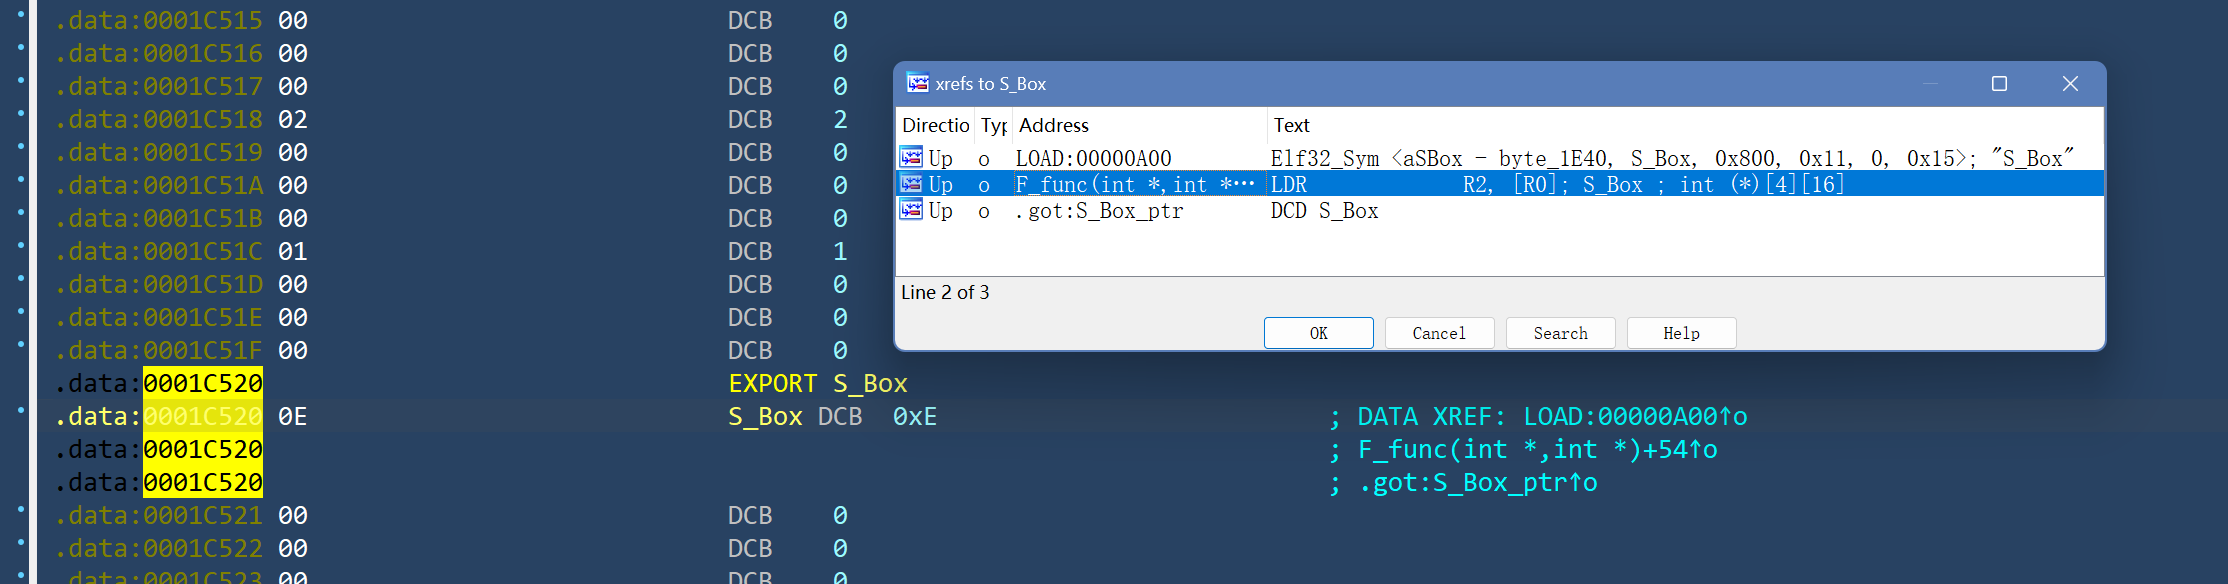 .data:0001C515 00 DCB 0
.data:0001C516 00 DCB 0
.data:0001C517 00 DCB 0
.data:0001C518 02 DCB 2
.data:0001C519 00 DCB 0
.data:0001C51A 00 DCB 0
.data:0001C51B 00 DCB 0
.data:0001C51C 01 DCB 1
.data:0001C51D 00 DCB 0
.data:0001C51E 00 DCB 0
.data:0001C51F 00 DCB 0
.data:0001C520 EXPORT S_Box
.data:0001C520 0E S_Box DCB 0xE ; DATA XREF: LOAD:00000A00↑o
.data:0001C520 ; F_func(int *,int *)+54↑o
.data:0001C520 ; .got:S_Box_ptr↑o
.data:0001C521 00 DCB 0
.data:0001C522 00 DCB 0
.data:0001C523 00 DCB 0
xrefs to S_Box
Directio Typ Address Text
Up o LOAD:00000A00 Elf32_Sym <aSBox - byte_1E40, S_Box, 0x800, 0x11, 0, 0x15>; "S_Box"
Up o F_func(int *,int *… LDR R2, [R0]; S_Box ; int (*)[4][16]
Up o .got:S_Box_ptr DCD S_Box
Line 2 of 3
OK Cancel Search Help